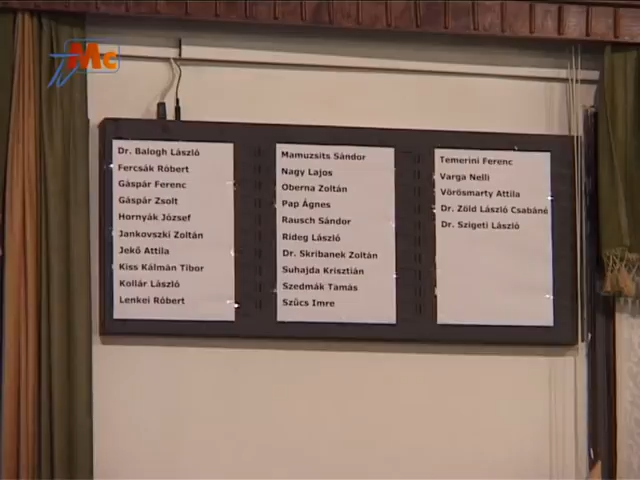 Mc
Dr. Balogh László
Fercsák Róbert
Gáspár Ferenc
Gáspár Zsolt
Hornyák József
Jankovszki Zoltán
Jekő Attila
Kiss Kálmán Tibor
Kollár László
Lenkei Róbert
Mamuzsits Sándor
Nagy Lajos
Oberna Zoltán
Pap Ágnes
Rausch Sándor
Rideg László
Dr. Skribanek Zoltán
Suhajda Krisztián
Szedmák Tamás
Szűcs Imre
Temerini Ferenc
Varga Nelli
Vörösmarty Attila
Dr. Zöld László Csabáné
Dr. Szigeti László